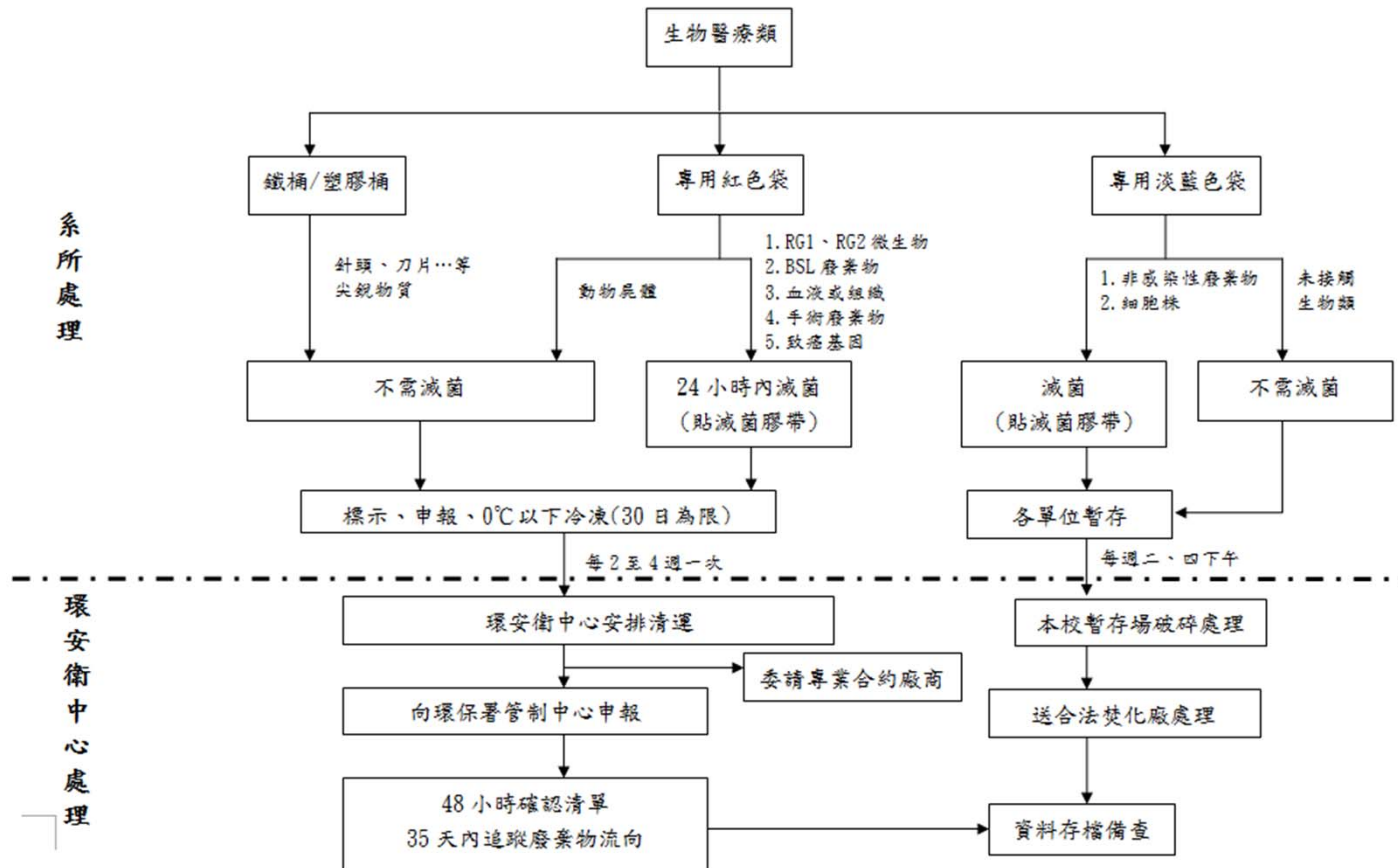 生物醫療類
鐵桶/塑膠桶
專用紅色袋
專用淡藍色袋
系所處理
針頭、刀片…等
尖銳物質
動物屍體
1. RG1、RG2 微生物
2. BSL 廢棄物
3. 血液或組織
4. 手術廢棄物
5. 致癌基因
1. 非感染性廢棄物
2. 細胞株
未接觸
生物類
不需滅菌
24 小時內滅菌
(貼滅菌膠帶)
滅菌
(貼滅菌膠帶)
不需滅菌
標示、申報、0℃以下冷凍(30 日為限)
各單位暫存
每 2 至 4 週一次
每週二、四下午
環安衛中心處理
環安衛中心安排清運
本校暫存場破碎處理
委請專業合約廠商
向環保署管制中心申報
送合法焚化廠處理
48 小時確認清單
35 天內追蹤廢棄物流向
資料存檔備查